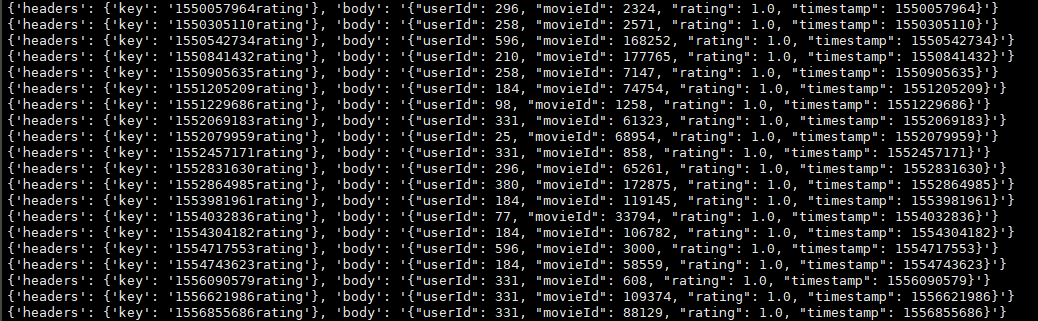 {'headers': {'key': '1550057964rating'}, 'body': '{"userId": 296, "movieId": 2324, "rating": 1.0, "timestamp": 1550057964}'}
{'headers': {'key': '1550305110rating'}, 'body': '{"userId": 258, "movieId": 2571, "rating": 1.0, "timestamp": 1550305110}'}
{'headers': {'key': '1550542734rating'}, 'body': '{"userId": 596, "movieId": 168252, "rating": 1.0, "timestamp": 1550542734}'}
{'headers': {'key': '1550841432rating'}, 'body': '{"userId": 210, "movieId": 177765, "rating": 1.0, "timestamp": 1550841432}'}
{'headers': {'key': '1550905635rating'}, 'body': '{"userId": 258, "movieId": 7147, "rating": 1.0, "timestamp": 1550905635}'}
{'headers': {'key': '1551205209rating'}, 'body': '{"userId": 184, "movieId": 74754, "rating": 1.0, "timestamp": 1551205209}'}
{'headers': {'key': '1551229686rating'}, 'body': '{"userId": 98, "movieId": 1258, "rating": 1.0, "timestamp": 1551229686}'}
{'headers': {'key': '1552069183rating'}, 'body': '{"userId": 331, "movieId": 61323, "rating": 1.0, "timestamp": 1552069183}'}
{'headers': {'key': '1552079959rating'}, 'body': '{"userId": 25, "movieId": 68954, "rating": 1.0, "timestamp": 1552079959}'}
{'headers': {'key': '1552457171rating'}, 'body': '{"userId": 331, "movieId": 858, "rating": 1.0, "timestamp": 1552457171}'}
{'headers': {'key': '1552831630rating'}, 'body': '{"userId": 296, "movieId": 65261, "rating": 1.0, "timestamp": 1552831630}'}
{'headers': {'key': '1552864985rating'}, 'body': '{"userId": 380, "movieId": 172875, "rating": 1.0, "timestamp": 1552864985}'}
{'headers': {'key': '1553981961rating'}, 'body': '{"userId": 184, "movieId": 119145, "rating": 1.0, "timestamp": 1553981961}'}
{'headers': {'key': '1554032836rating'}, 'body': '{"userId": 77, "movieId": 33794, "rating": 1.0, "timestamp": 1554032836}'}
{'headers': {'key': '1554304182rating'}, 'body': '{"userId": 184, "movieId": 106782, "rating": 1.0, "timestamp": 1554304182}'}
{'headers': {'key': '1554717553rating'}, 'body': '{"userId": 596, "movieId": 3000, "rating": 1.0, "timestamp": 1554717553}'}
{'headers': {'key': '1554743623rating'}, 'body': '{"userId": 184, "movieId": 58559, "rating": 1.0, "timestamp": 1554743623}'}
{'headers': {'key': '1556090579rating'}, 'body': '{"userId": 331, "movieId": 608, "rating": 1.0, "timestamp": 1556090579}'}
{'headers': {'key': '1556621986rating'}, 'body': '{"userId": 331, "movieId": 109374, "rating": 1.0, "timestamp": 1556621986}'}
{'headers': {'key': '1556855686rating'}, 'body': '{"userId": 331, "movieId": 88129, "rating": 1.0, "timestamp": 1556855686}'}